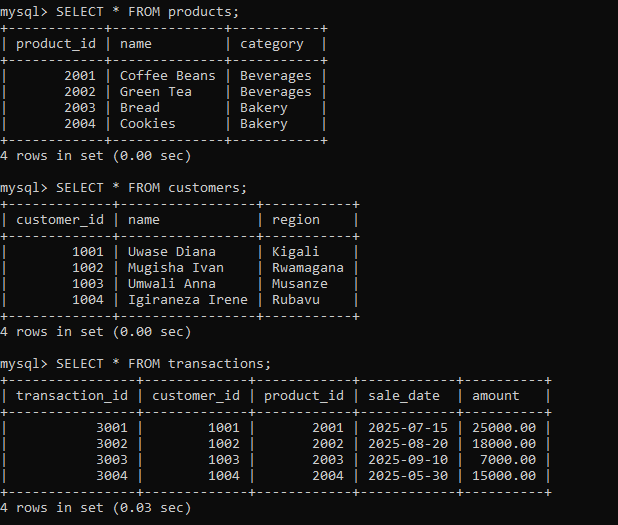 mysql> SELECT * FROM products;
+------------+--------------+-----------+
| product_id | name         | category  |
+------------+--------------+-----------+
|       2001 | Coffee Beans | Beverages |
|       2002 | Green Tea    | Beverages |
|       2003 | Bread        | Bakery    |
|       2004 | Cookies      | Bakery    |
+------------+--------------+-----------+
4 rows in set (0.00 sec)

mysql> SELECT * FROM customers;
+-------------+-----------------+-----------+
| customer_id | name            | region    |
+-------------+-----------------+-----------+
|        1001 | Uwase Diana     | Kigali    |
|        1002 | Mugisha Ivan    | Rwamagana |
|        1003 | Umwali Anna     | Musanze   |
|        1004 | Igiraneza Irene | Rubavu    |
+-------------+-----------------+-----------+
4 rows in set (0.00 sec)

mysql> SELECT * FROM transactions;
+----------------+-------------+------------+------------+----------+
| transaction_id | customer_id | product_id | sale_date  | amount   |
+----------------+-------------+------------+------------+----------+
|           3001 |        1001 |       2001 | 2025-07-15 | 25000.00 |
|           3002 |        1002 |       2002 | 2025-08-20 | 18000.00 |
|           3003 |        1003 |       2003 | 2025-09-10 |  7000.00 |
|           3004 |        1004 |       2004 | 2025-05-30 | 15000.00 |
+----------------+-------------+------------+------------+----------+
4 rows in set (0.03 sec)